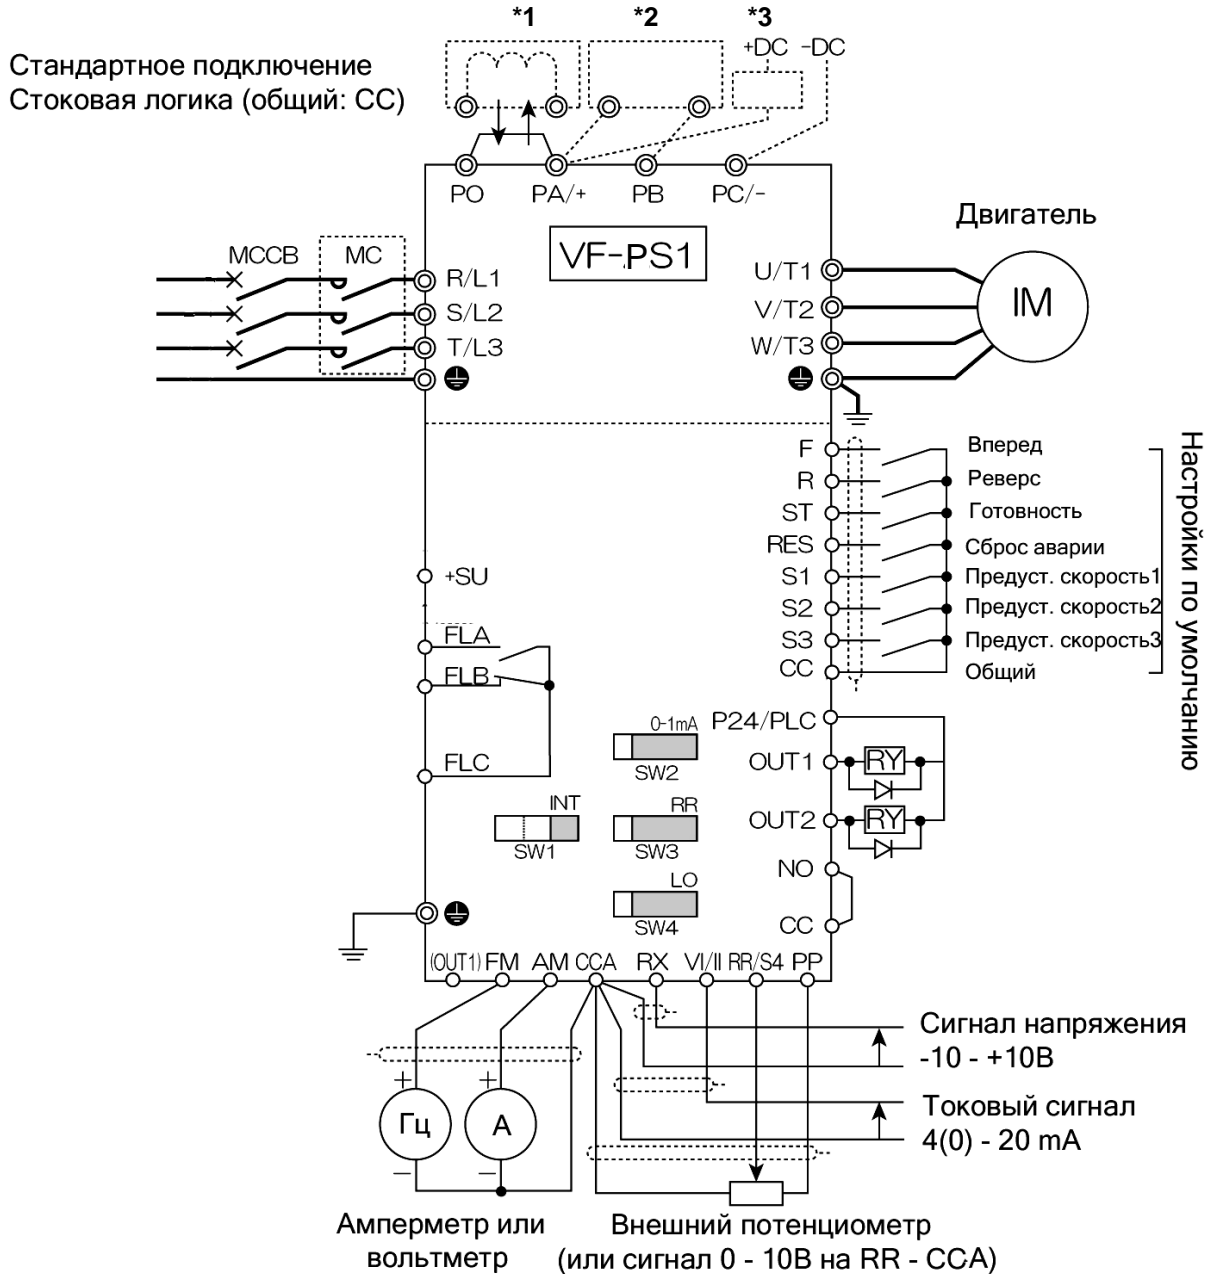 *1 *2 *3
+DC -DC
Стандартное подключение
Стоковая логика (общий: СС)
PO PA/+ PB PC/-
VF-PS1
Двигатель
MCCB MC
R/L1
S/L2
T/L3
U/T1
V/T2
W/T3
IM
F Вперед
R Реверс
ST Готовность
RES Сброс аварии
S1 Предуст. скорость1
S2 Предуст. скорость2
S3 Предуст. скорость3
CC Общий
Настройки по умолчанию
+SU
FLA
FLB
FLC
P24/PLC
OUT1 RY
OUT2 RY
NO
CC
0-1mA
SW2
INT
SW1
RR
SW3
LO
SW4
(OUT1) FM AM CCA RX VI/II RR/S4 PP
Сигнал напряжения
-10 - +10В
Токовый сигнал
4(0) - 20 mA
+ +
Гц А
− −
Амперметр или
вольтметр
Внешний потенциометр
(или сигнал 0 - 10В на RR - CCA)